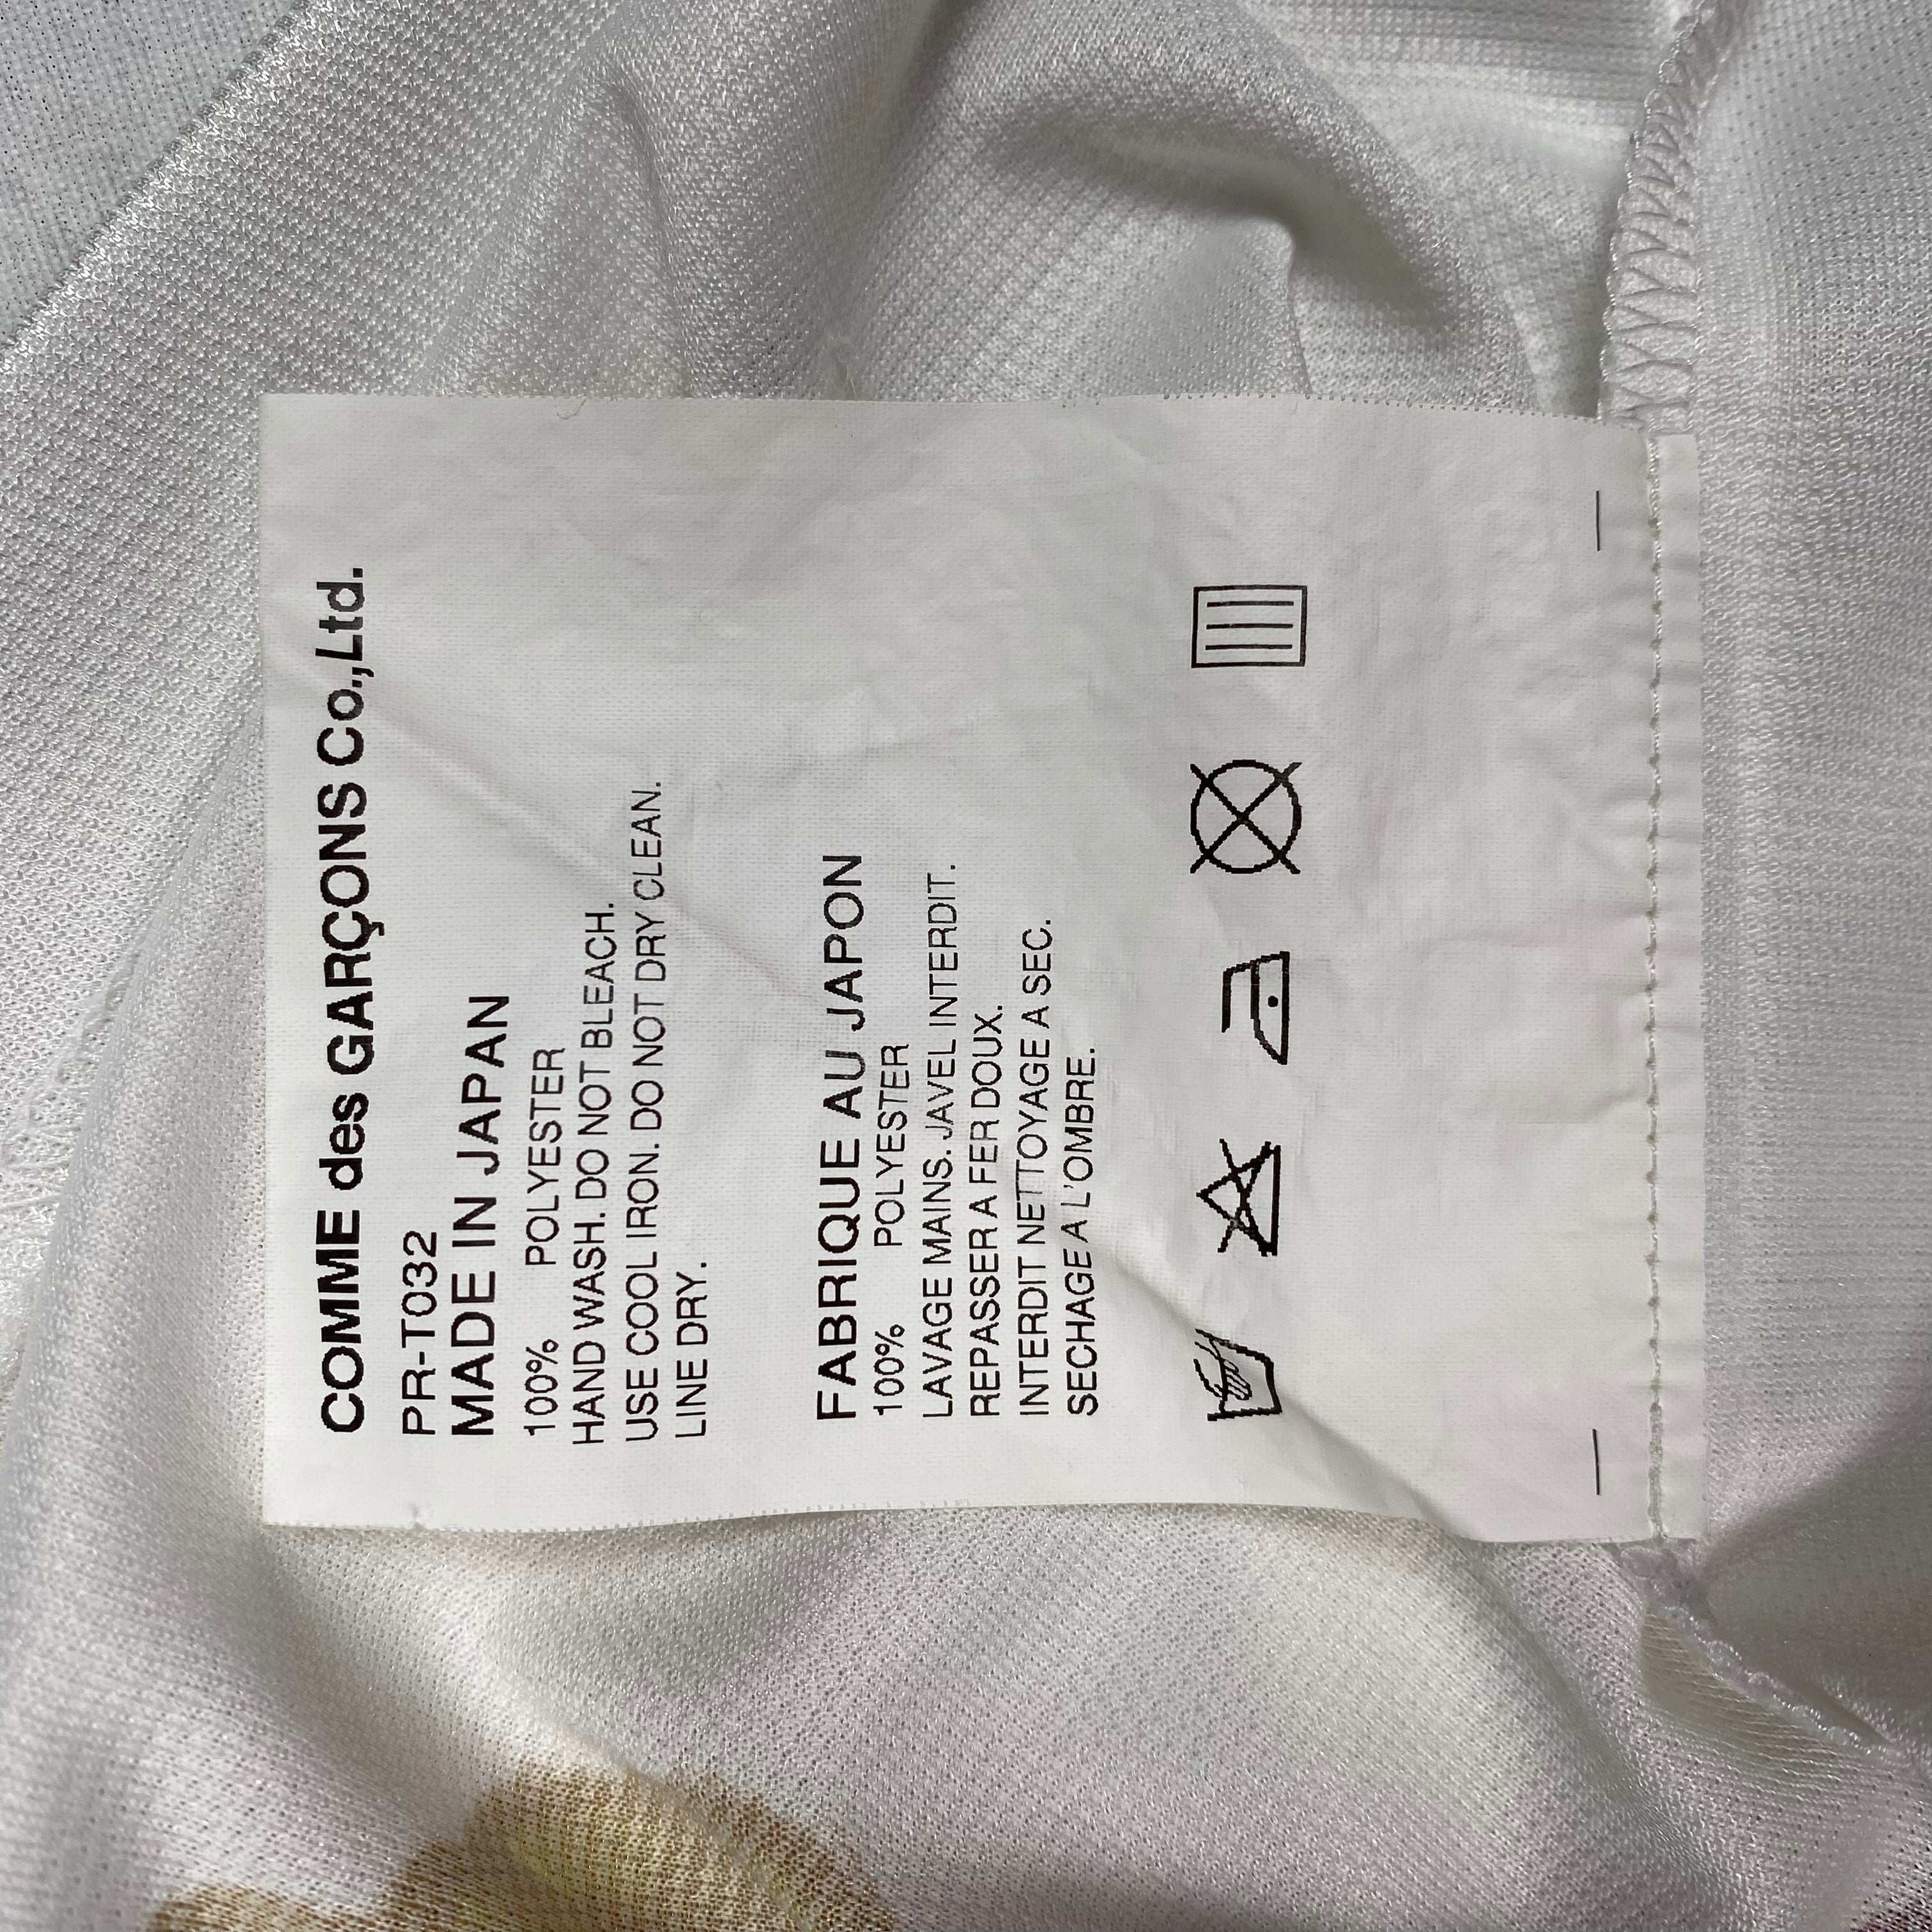 COMME des GARÇONS Co.,Ltd.
PR-T032
MADE IN JAPAN
100% POLYESTER
HAND WASH. DO NOT BLEACH.
USE COOL IRON. DO NOT DRY CLEAN.
LINE DRY.
FABRIQUE AU JAPON
100% POLYESTER
LAVAGE MAINS. JAVEL INTERDIT.
REPASSER A FER DOUX.
INTERDIT NETTOYAGE A SEC.
SECHAGE A L'OMBRE.